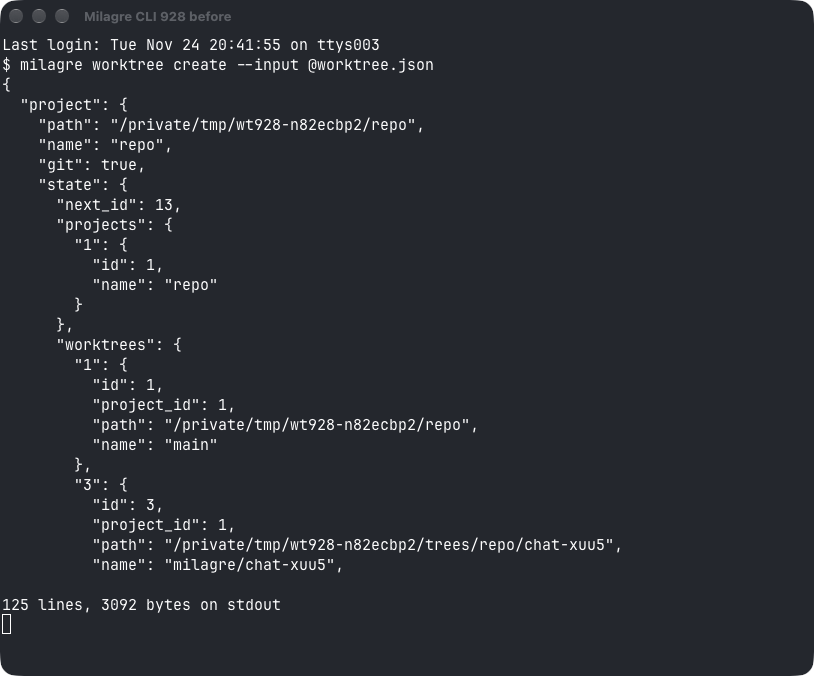 Milagre CLI 928 before
Last login: Tue Nov 24 20:41:55 on ttys003
$ milagre worktree create --input @worktree.json
{
  "project": {
    "path": "/private/tmp/wt928-n82ecbp2/repo",
    "name": "repo",
    "git": true,
    "state": {
      "next_id": 13,
      "projects": {
        "1": {
          "id": 1,
          "name": "repo"
        }
      },
      "worktrees": {
        "1": {
          "id": 1,
          "project_id": 1,
          "path": "/private/tmp/wt928-n82ecbp2/repo",
          "name": "main"
        },
        "3": {
          "id": 3,
          "project_id": 1,
          "path": "/private/tmp/wt928-n82ecbp2/trees/repo/chat-xuu5",
          "name": "milagre/chat-xuu5",
125 lines, 3092 bytes on stdout